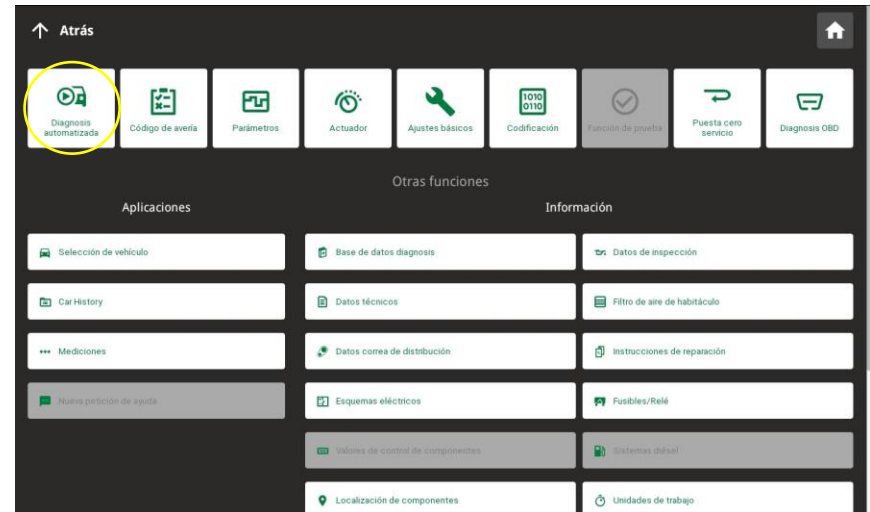 Atrás
Diagnosis
automatizada
Código de avería
Parámetros
Actuador
Ajustes básicos
1010
0110
Codificación
Función de prueba
Puesta cero
servicio
Diagnosis OBD
Otras funciones
Aplicaciones
Información
Selección de vehículo
Base de datos diagnosis
Datos de inspección
Car History
Datos técnicos
Filtro de aire de habitáculo
Mediciones
Datos correa de distribución
Instrucciones de reparación
Nueva petición de ayuda
Esquemas eléctricos
Fusibles/Relé
Valores de control de componentes
Sistemas diésel
Localización de componentes
Unidades de trabajo